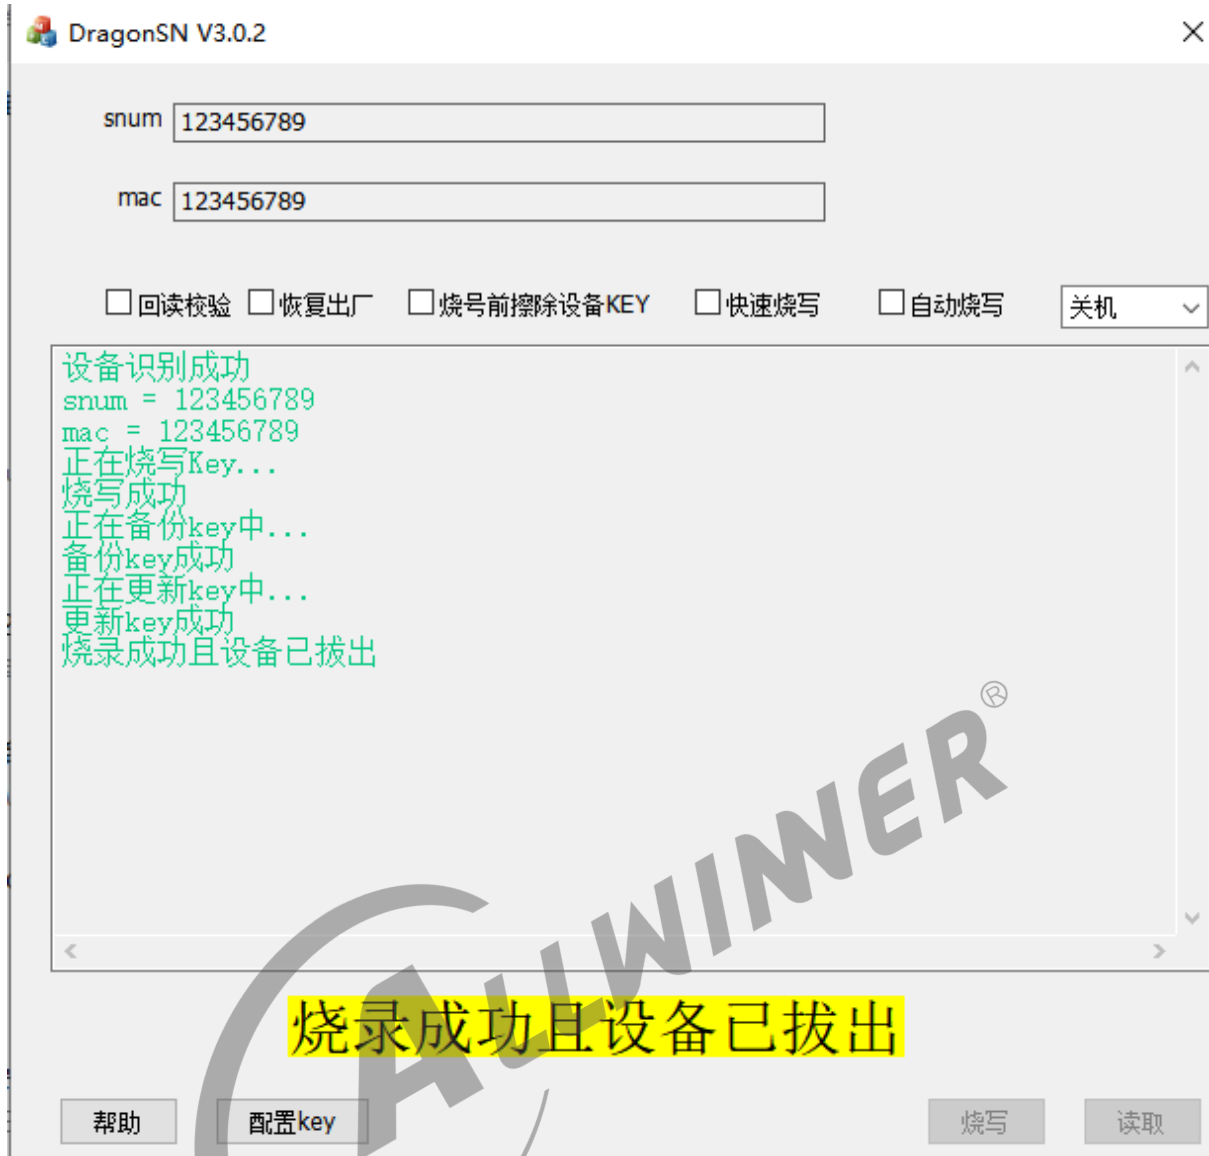 DragonSN V3.0.2
snum 123456789
mac 123456789
回读校验 恢复出厂 烧号前擦除设备KEY 快速烧写 自动烧写 关机
设备识别成功
snum = 123456789
mac = 123456789
正在烧写Key...
烧写成功
正在备份key中...
备份key成功
正在更新key中...
更新key成功
烧录成功且设备已拔出
ALLWINNER®
烧录成功且设备已拔出
帮助 配置key 烧写 读取